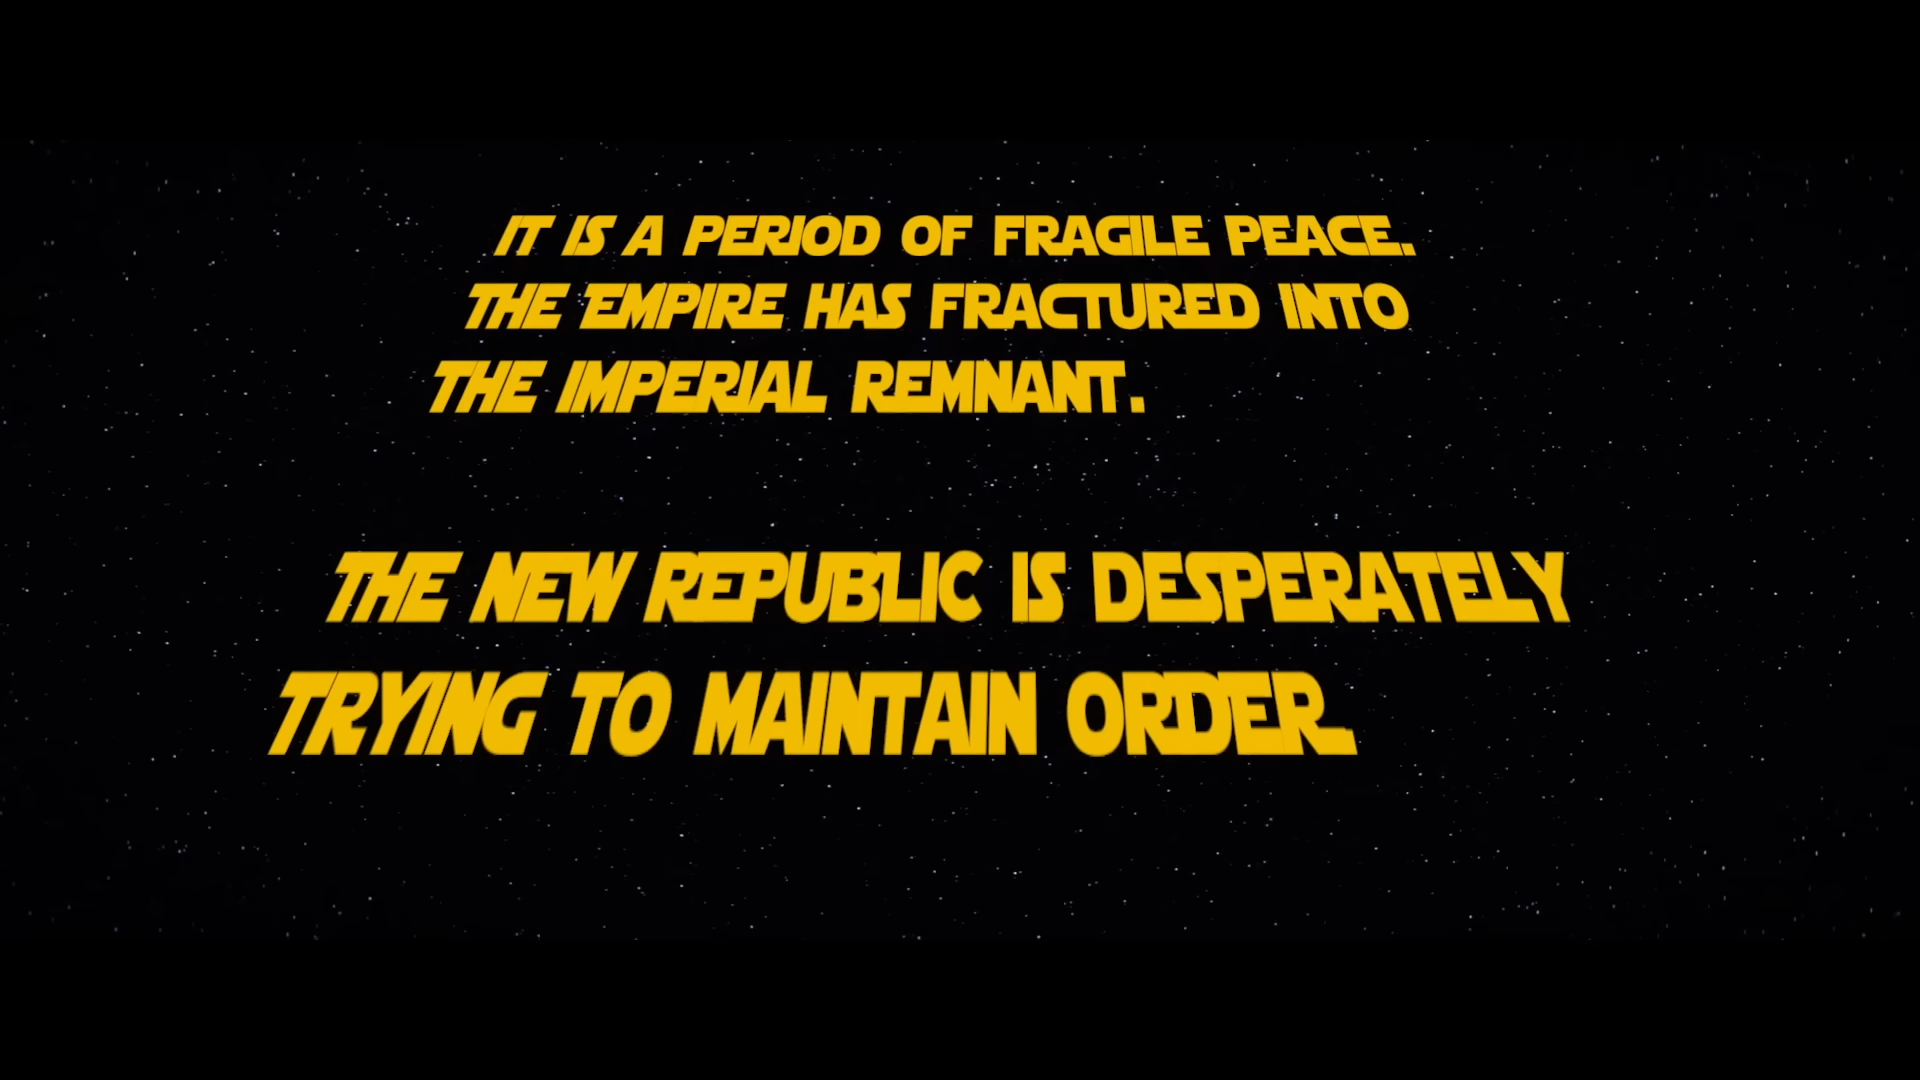 IT IS A PERIOD OF FRAGILE PEACE.
THE EMPIRE HAS FRACTURED INTO
THE IMPERIAL REMNANT.
THE NEW REPUBLIC IS DESPERATELY
TRYING TO MAINTAIN ORDER.